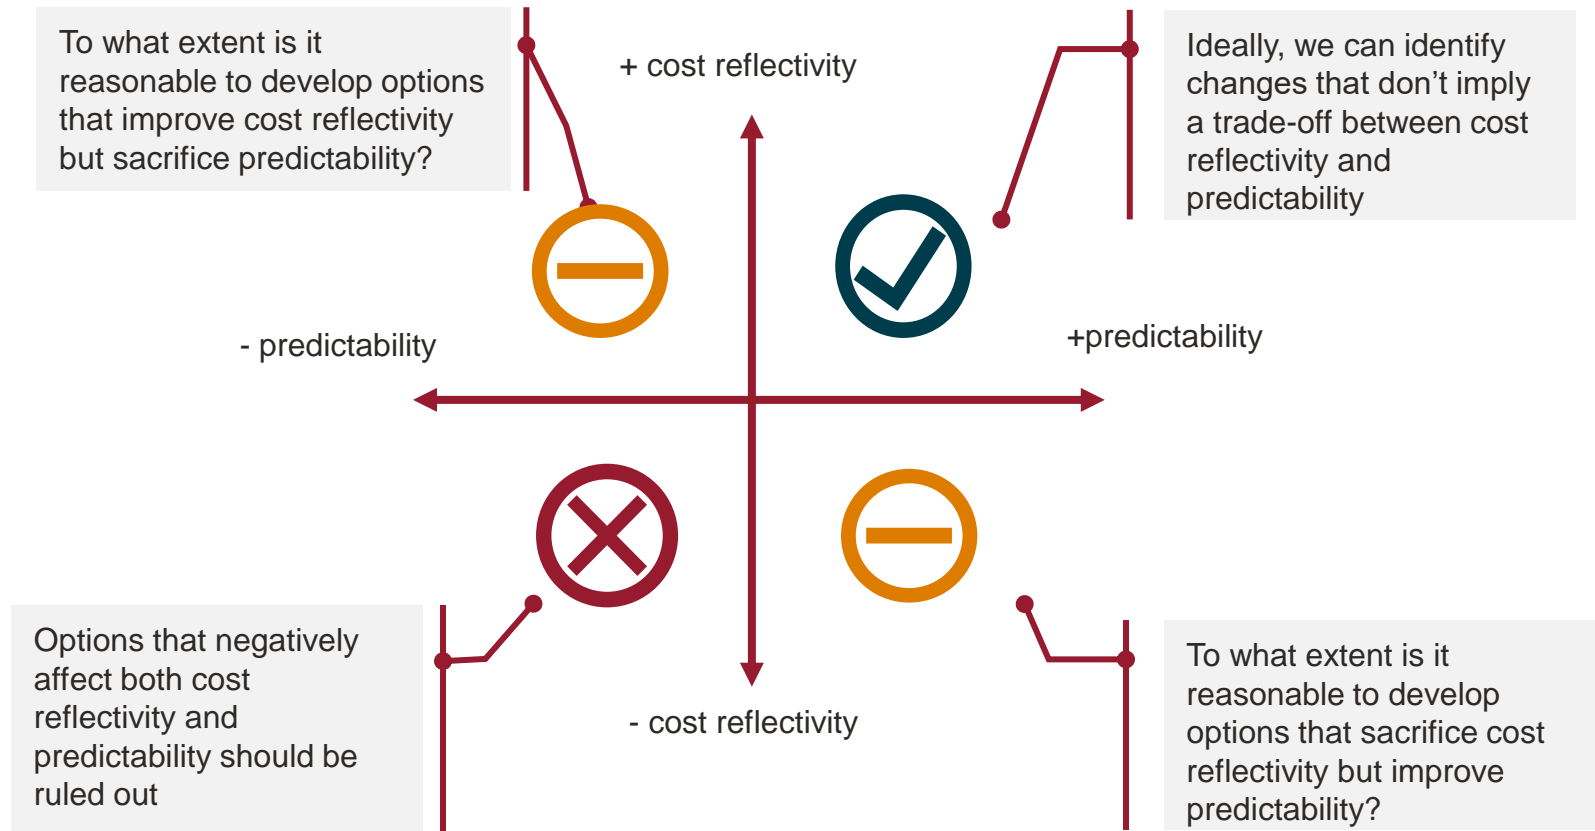 To what extent is it
reasonable to develop options
that improve cost reflectivity
but sacrifice predictability?
+ cost reflectivity
Ideally, we can identify
changes that don’t imply
a trade-off between cost
reflectivity and
predictability
- predictability
+predictability
Options that negatively
affect both cost
reflectivity and
predictability should be
ruled out
- cost reflectivity
To what extent is it
reasonable to develop
options that sacrifice cost
reflectivity but improve
predictability?